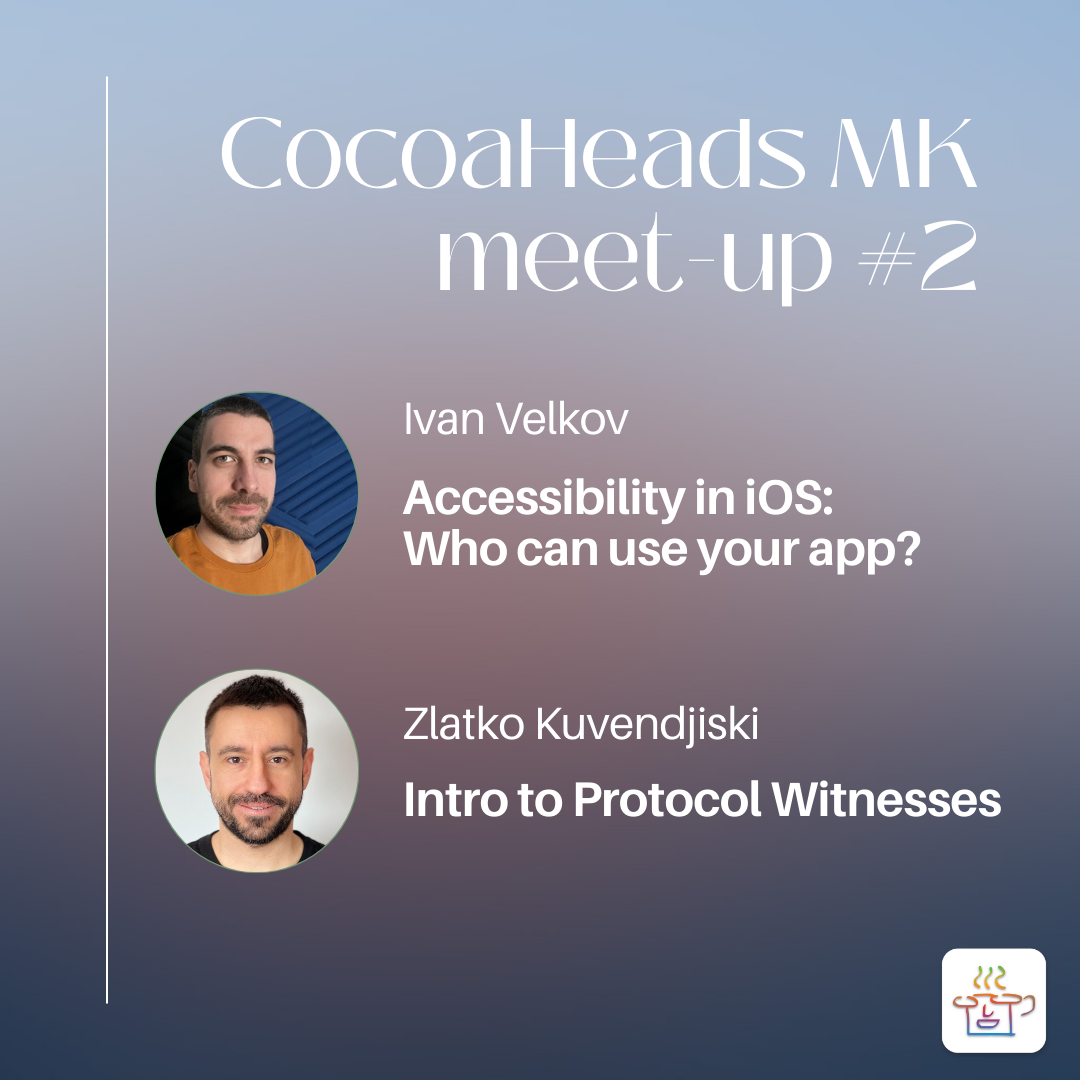 CocoaHeads MK
meet-up #2
Ivan Velkov
Accessibility in iOS:
Who can use your app?
Zlatko Kuvendjiski
Intro to Protocol Witnesses